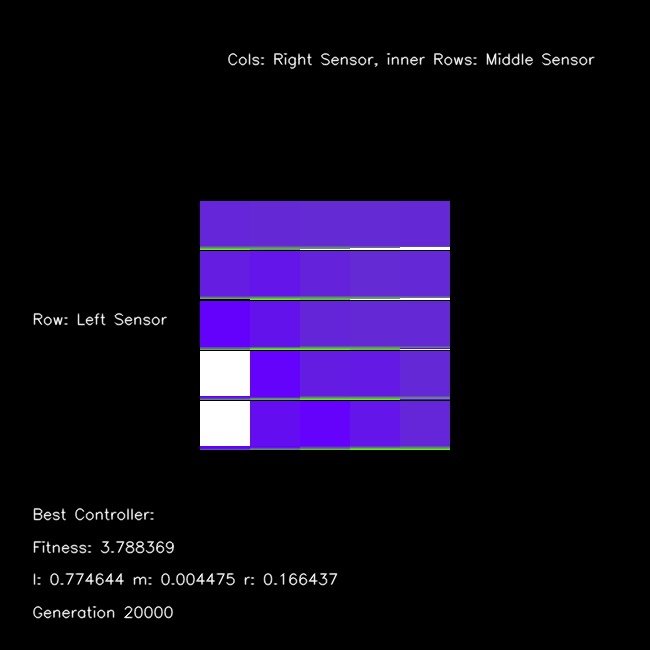 Cols: Right Sensor, inner Rows: Middle Sensor
Row: Left Sensor
Best Controller:
Fitness: 3.788369
l: 0.774644 m: 0.004475 r: 0.166437
Generation 20000